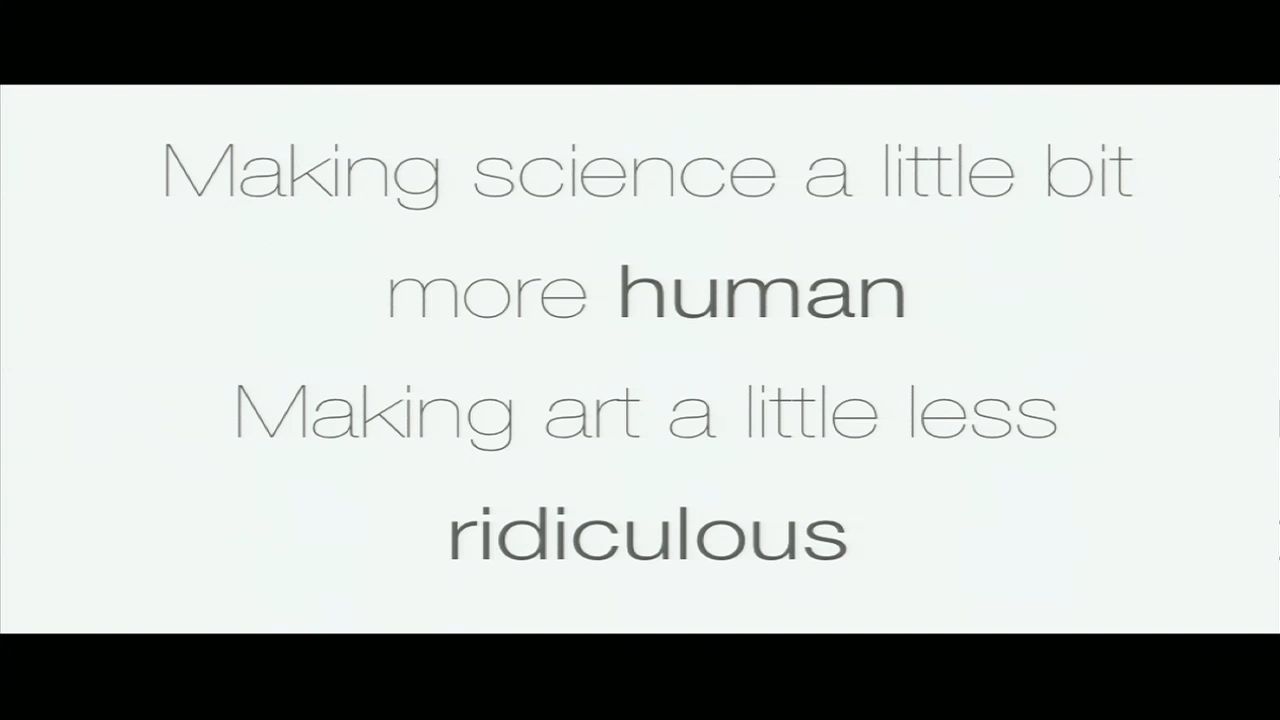 Making science a little bit
more human
Making art a little less
ridiculous